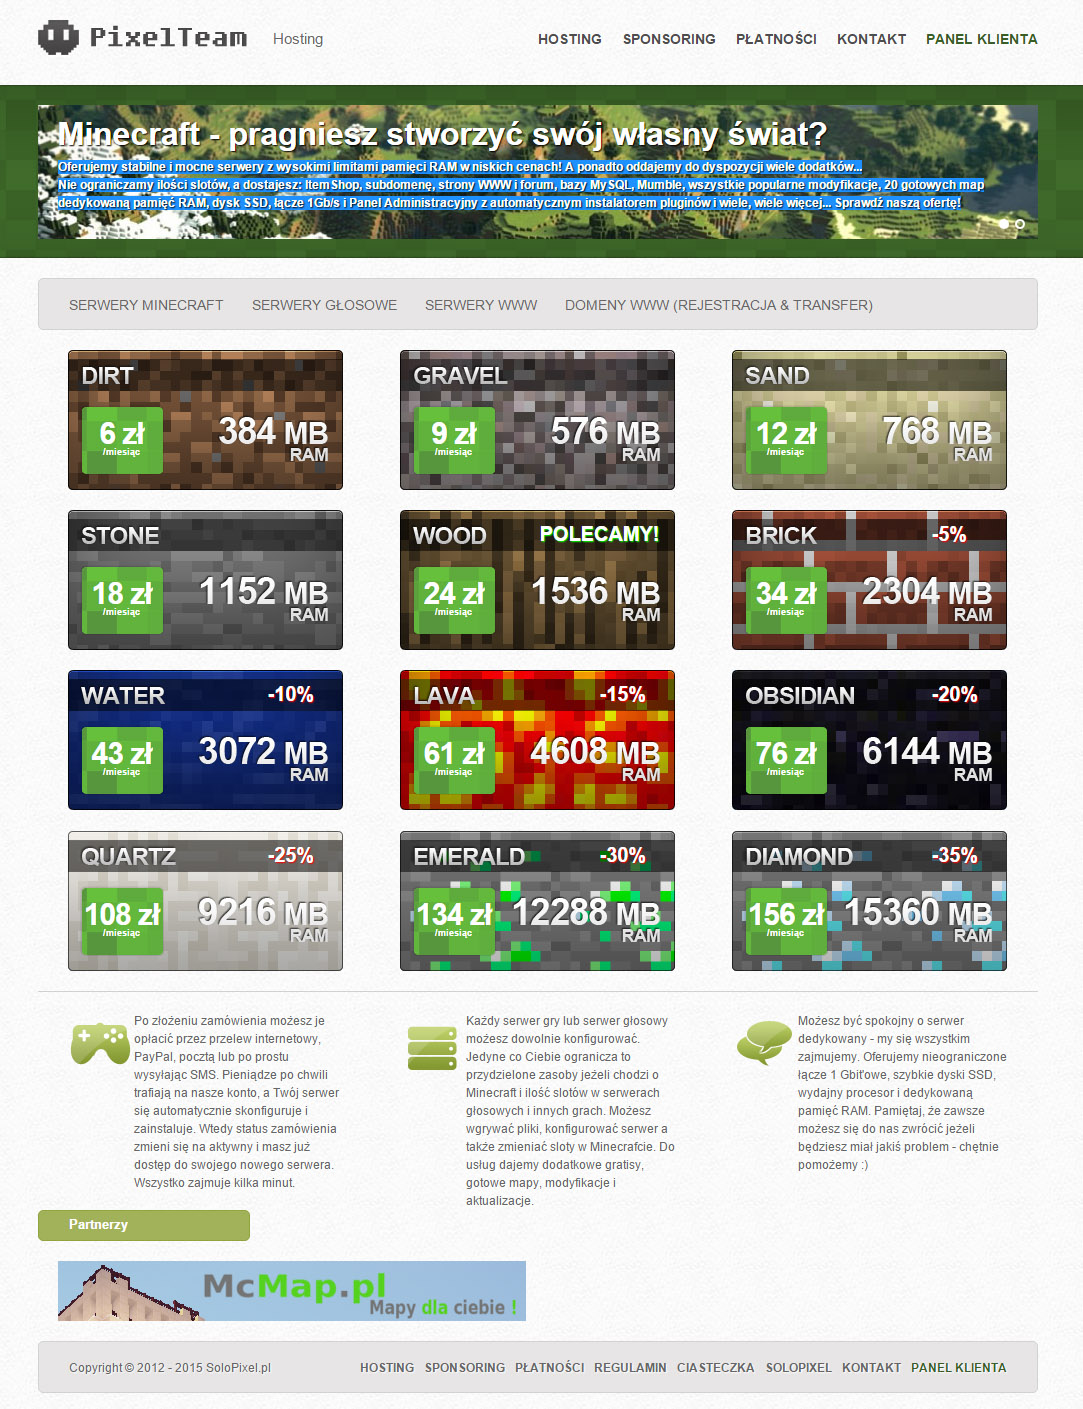 PixelTeam Hosting
HOSTING SPONSORING PŁATNOŚCI KONTAKT PANEL KLIENTA
Minecraft - pragniesz stworzyć swój własny świat?
Oferujemy stabilne i mocne serwery z wysokimi limitami pamięci RAM w niskich cenach! A ponadto oddajemy do dyspozycji wiele dodatków...
Nie ograniczamy ilości slotów, a dostajesz: ItemShop, subdomenę, strony WWW i forum, bazy MySQL, Mumble, wszystkie popularne modyfikacje, 20 gotowych map
dedykowaną pamięć RAM, dysk SSD, łącze 1Gb/s i Panel Administracyjny z automatycznym instalatorem pluginów i wiele, wiele więcej... Sprawdź naszą ofertę!
SERWERY MINECRAFT SERWERY GŁOSOWE SERWERY WWW DOMENY WWW (REJESTRACJA & TRANSFER)
DIRT
6 zł
/miesiąc
384 MB
RAM
GRAVEL
9 zł
/miesiąc
576 MB
RAM
SAND
12 zł
/miesiąc
768 MB
RAM
STONE
18 zł
/miesiąc
1152 MB
RAM
WOOD POLECAMY!
24 zł
/miesiąc
1536 MB
RAM
BRICK -5%
34 zł
/miesiąc
2304 MB
RAM
WATER -10%
43 zł
/miesiąc
3072 MB
RAM
LAVA -15%
61 zł
/miesiąc
4608 MB
RAM
OBSIDIAN -20%
76 zł
/miesiąc
6144 MB
RAM
QUARTZ -25%
108 zł
/miesiąc
9216 MB
RAM
EMERALD -30%
134 zł
/miesiąc
12288 MB
RAM
DIAMOND -35%
156 zł
/miesiąc
15360 MB
RAM
Po złożeniu zamówienia możesz je
opłacić przez przelew internetowy,
PayPal, pocztą lub po prostu
wysyłając SMS. Pieniądze po chwili
trafiają na nasze konto, a Twój serwer
się automatycznie skonfiguruje i
zainstaluje. Wtedy status zamówienia
zmieni się na aktywny i masz już
dostęp do swojego nowego serwera.
Wszystko zajmuje kilka minut.
Każdy serwer gry lub serwer głosowy
możesz dowolnie konfigurować.
Jedyne co Ciebie ogranicza to
przydzielone zasoby jeżeli chodzi o
Minecraft i ilość slotów w serwerach
głosowych i innych grach. Możesz
wgrywać pliki, konfigurować serwer a
także zmieniać sloty w Minecrafcie. Do
usług dajemy dodatkowe gratisy,
gotowe mapy, modyfikacje i
aktualizacje.
Możesz być spokojny o serwer
dedykowany - my się wszystkim
zajmujemy. Oferujemy nieograniczone
łącze 1 Gbit'owe, szybkie dyski SSD,
wydajny procesor i dedykowaną
pamięć RAM. Pamiętaj, że zawsze
możesz się do nas zwrócić jeżeli
będziesz miał jakiś problem - chętnie
pomożemy :)
Partnerzy
McMap.pl
Mapy dla ciebie !
Copyright © 2012 - 2015 SoloPixel.pl
HOSTING SPONSORING PŁATNOŚCI REGULAMIN CIASTECZKA SOLOPIXEL KONTAKT PANEL KLIENTA